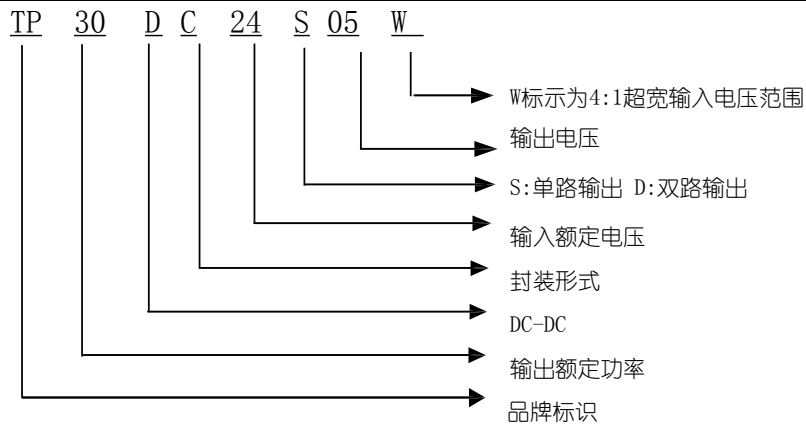 TP 30 D C 24 S 05 W
W标示为4:1超宽输入电压范围
输出电压
S:单路输出 D:双路输出
输入额定电压
封装形式
DC-DC
输出额定功率
品牌标识